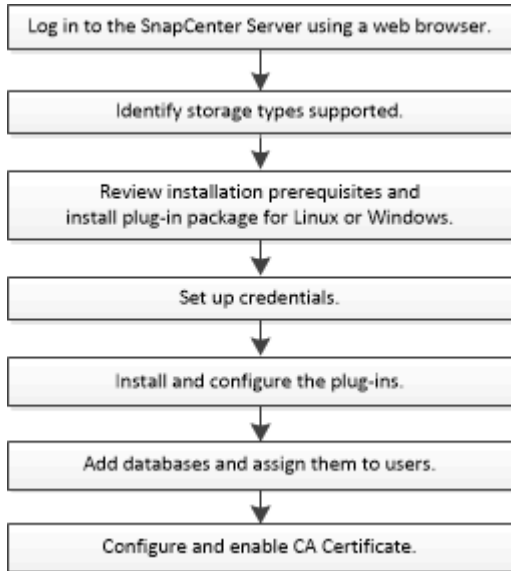 Log in to the SnapCenter Server using a web browser.
Identify storage types supported.
Review installation prerequisites and
install plug-in package for Linux or Windows.
Set up credentials.
Install and configure the plug-ins.
Add databases and assign them to users.
Configure and enable CA Certificate.